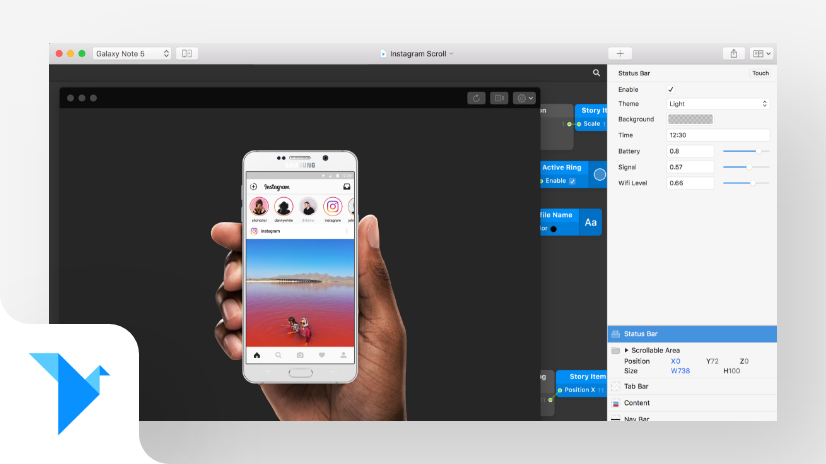 Galaxy Note 5
Instagram Scroll
Status Bar
Touch
Enable
Theme
Light
Background
Time
12:30
Battery
0.8
Signal
0.57
Wifi Level
0.66
Story It
Scale
Active Ring
Enable
file Name
Aa
Story Item
Position X
Instagram
instagram
instagram
Status Bar
Scrollable Area
Position
X0
Y72
Z0
Size
W738
H100
Tab Bar
Content
Nav Bar